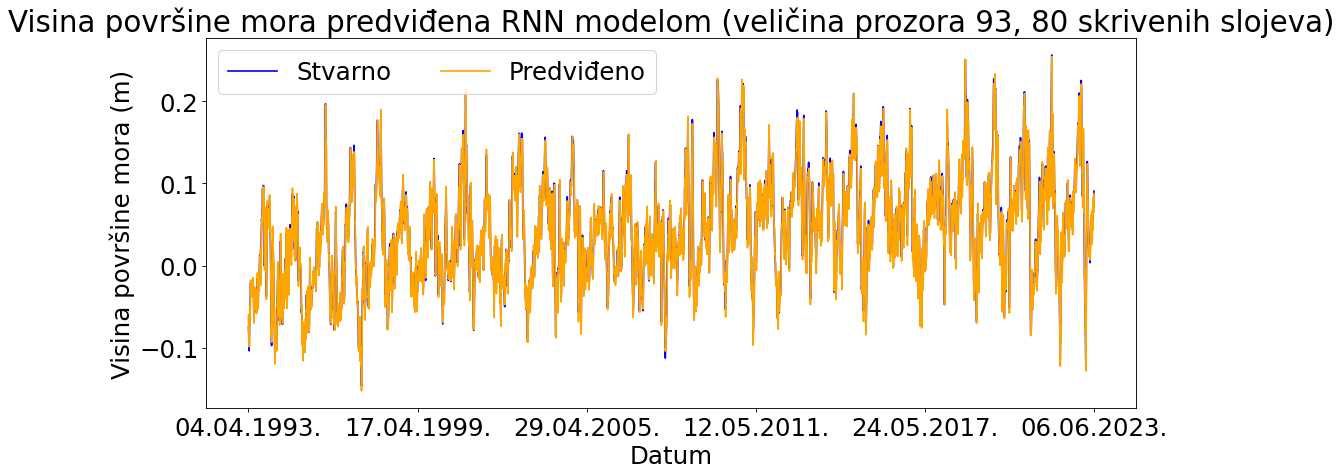 Visina površine mora predviđena RNN modelom (veličina prozora 93, 80 skrivenih slojeva)
Stvarno
Predviđeno
Visina površine mora (m)
0.2
0.1
0.0
−0.1
04.04.1993.
17.04.1999.
29.04.2005.
12.05.2011.
24.05.2017.
06.06.2023.
Datum